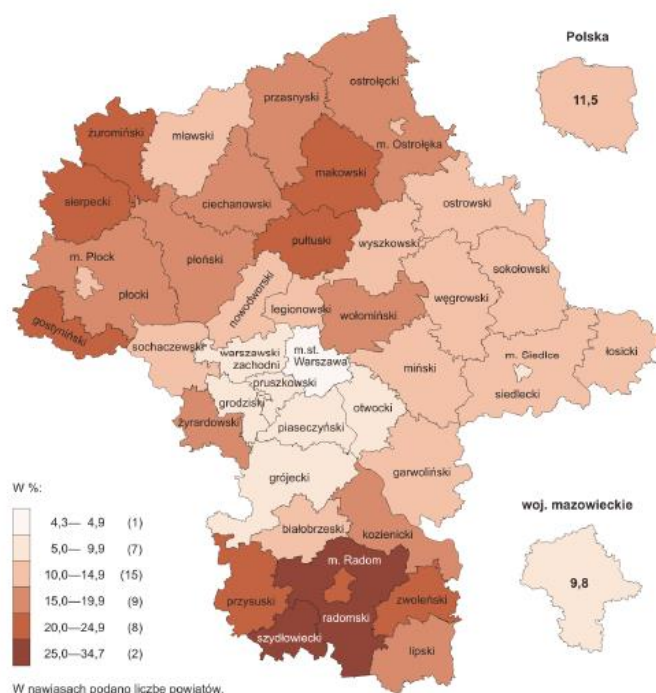 Polska
11,5
ostrołęcki
przasnyski
żuromiński
mławski
m. Ostrołęka
makowski
sierpecki
ciechanowski
ostrowski
pułtuski
wyszkowski
m. Płock
płoński
sokołowski
płocki
nowodworski
legionowski
wołomiński
węgrowski
gostyniński
sochaczewski
warszawski
zachodni
m.st.
Warszawa
m. Siedlce
łosicki
miński
pruszkowski
siedlecki
grodziski
otwocki
żyrardowski
piaseczyński
grójecki
garwoliński
W %:
woj. mazowieckie
4,3— 4,9 (1)
5,0— 9,9 (7)
10,0—14,9 (15)
15,0—19,9 (9)
20,0—24,9 (8)
25,0—34,7 (2)
białobrzeski
kozienicki
9,8
m. Radom
przysuski
radomski
zwoleński
szydłowiecki
lipski
W nawiasach podano liczbę powiatów.